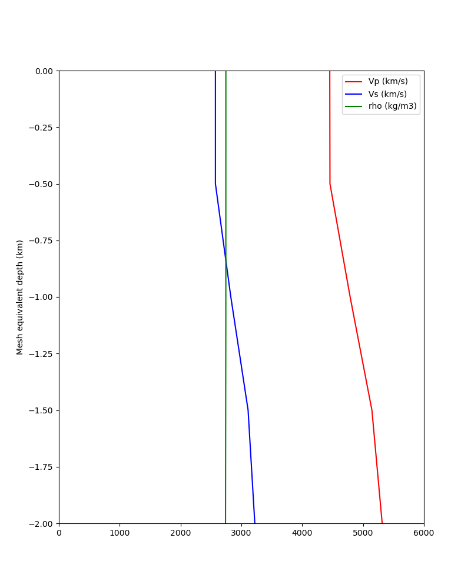 0.00
Vp (km/s)
Vs (km/s)
rho (kg/m3)
−0.25
−0.50
−0.75
Mesh equivalent depth (km)
−1.00
−1.25
−1.50
−1.75
−2.00
0 1000 2000 3000 4000 5000 6000